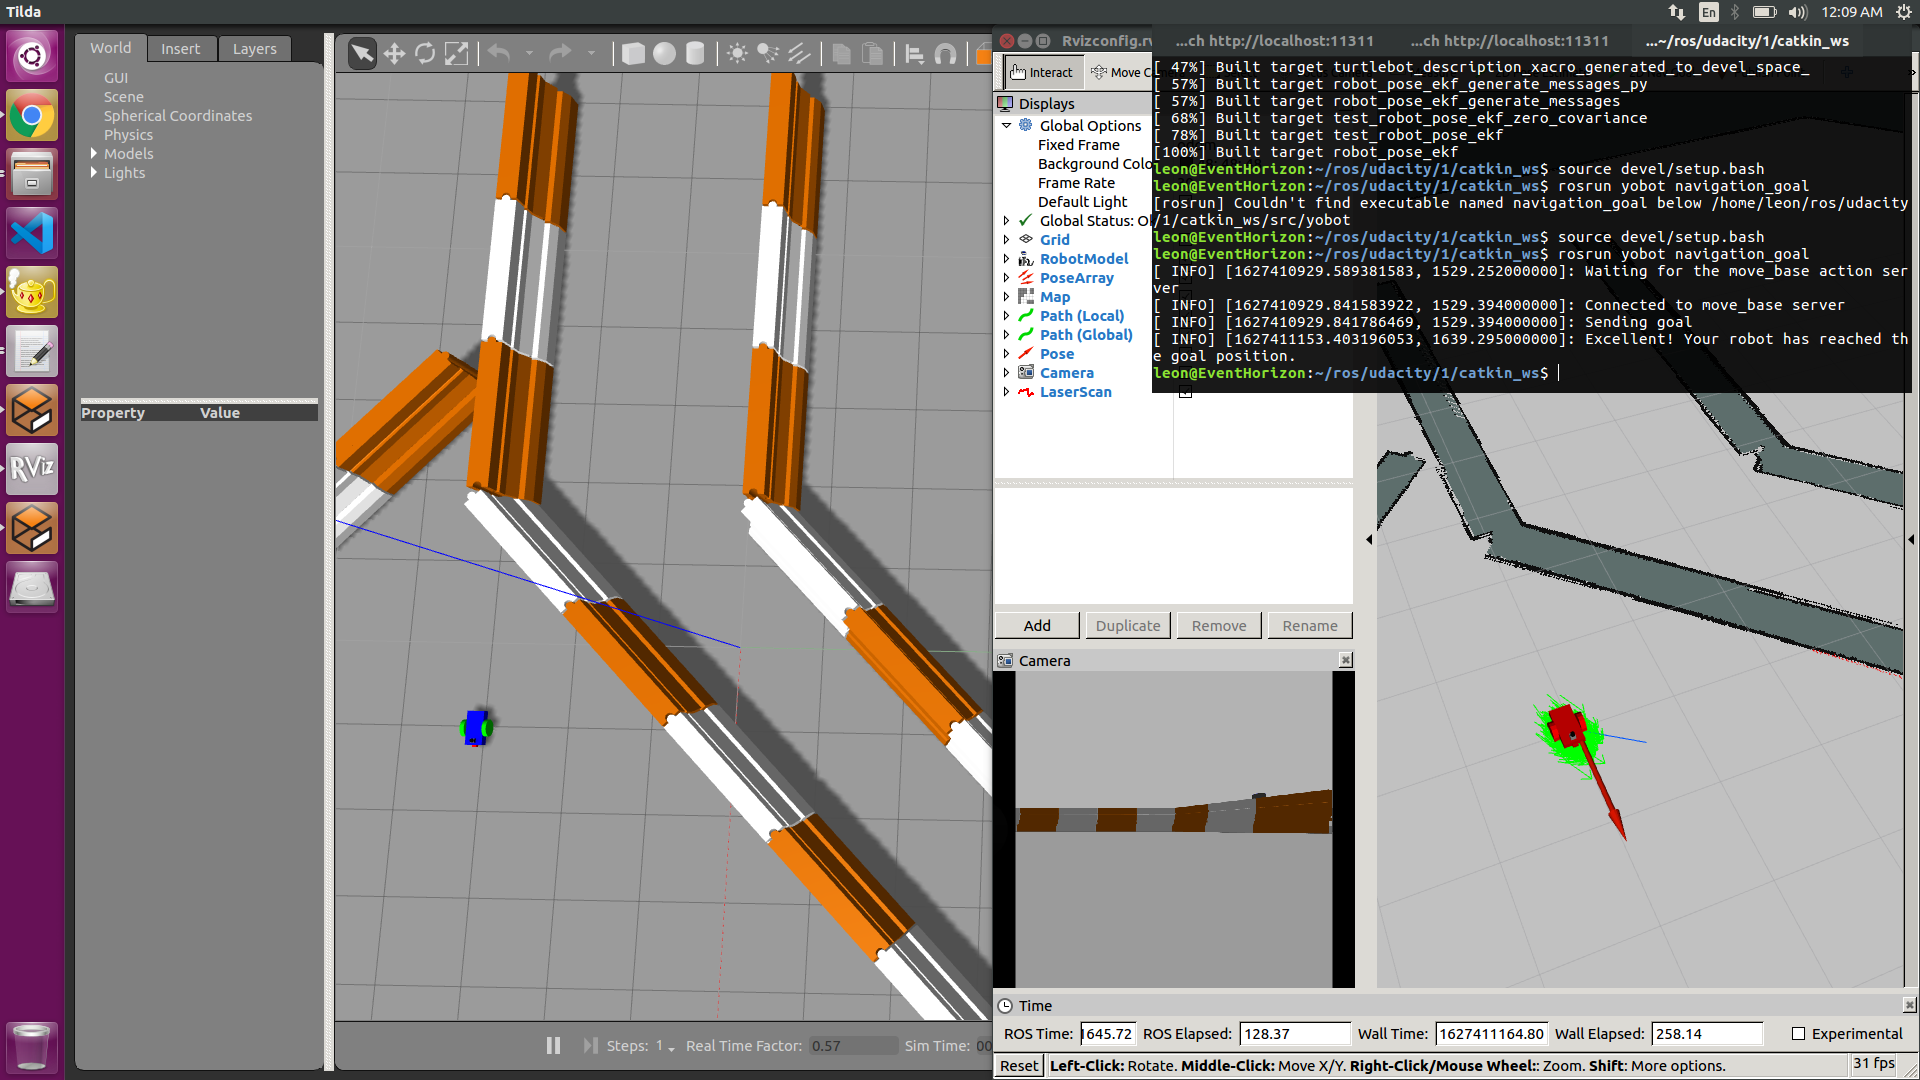 Tilda
En
12:09 AM
World
Insert
Layers
GUI
Scene
Spherical Coordinates
Physics
Models
Lights
Property Value
Steps: 1
Real Time Factor: 0.57
Sim Time: 00
RViz
Rvizconfig.rv
...ch http://localhost:11311
...ch http://localhost:11311
...~/ros/udacity/1/catkin_ws
Interact
Move C
[ 47%] Built target turtlebot_description_xacro_generated_to_devel_space_
[ 57%] Built target robot_pose_ekf_generate_messages_py
[ 57%] Built target robot_pose_ekf_generate_messages
[ 68%] Built target test_robot_pose_ekf_zero_covariance
[ 78%] Built target test_robot_pose_ekf
[100%] Built target robot_pose_ekf
leon@EventHorizon:~/ros/udacity/1/catkin_ws$ source devel/setup.bash
leon@EventHorizon:~/ros/udacity/1/catkin_ws$ rosrun yobot navigation_goal
[rosrun] Couldn't find executable named navigation_goal below /home/leon/ros/udacity
/1/catkin_ws/src/yobot
leon@EventHorizon:~/ros/udacity/1/catkin_ws$ source devel/setup.bash
leon@EventHorizon:~/ros/udacity/1/catkin_ws$ rosrun yobot navigation_goal
[ INFO] [1627410929.589381583, 1529.252000000]: Waiting for the move_base action ser
ver
[ INFO] [1627410929.841583922, 1529.394000000]: Connected to move_base server
[ INFO] [1627410929.841786469, 1529.394000000]: Sending goal
[ INFO] [1627411153.403196053, 1639.295000000]: Excellent! Your robot has reached th
e goal position.
leon@EventHorizon:~/ros/udacity/1/catkin_ws$
Displays
Global Options
Fixed Frame
Background Colo
Frame Rate
Default Light
Global Status: O
Grid
RobotModel
PoseArray
Map
Path (Local)
Path (Global)
Pose
Camera
LaserScan
Add
Duplicate
Remove
Rename
Camera
Time
ROS Time: 1645.72 ROS Elapsed: 128.37 Wall Time: 1627411164.80 Wall Elapsed: 258.14 Experimental
Reset Left-Click: Rotate. Middle-Click: Move X/Y. Right-Click/Mouse Wheel:: Zoom. Shift: More options. 31 fps